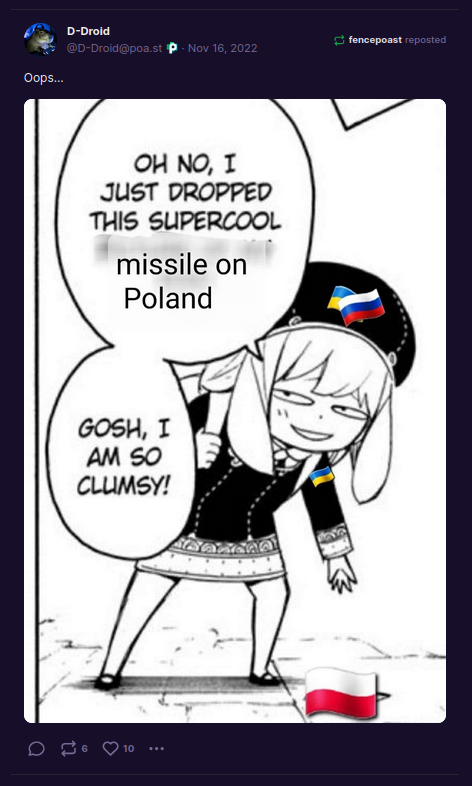 D-Droid
@D-Droid@poa.st · Nov 16, 2022
fencepoast reposted
Oops...
OH NO, I
JUST DROPPED
THIS SUPERCOOL
missile on
Poland
GOSH, I
AM SO
CLUMSY!
6
10